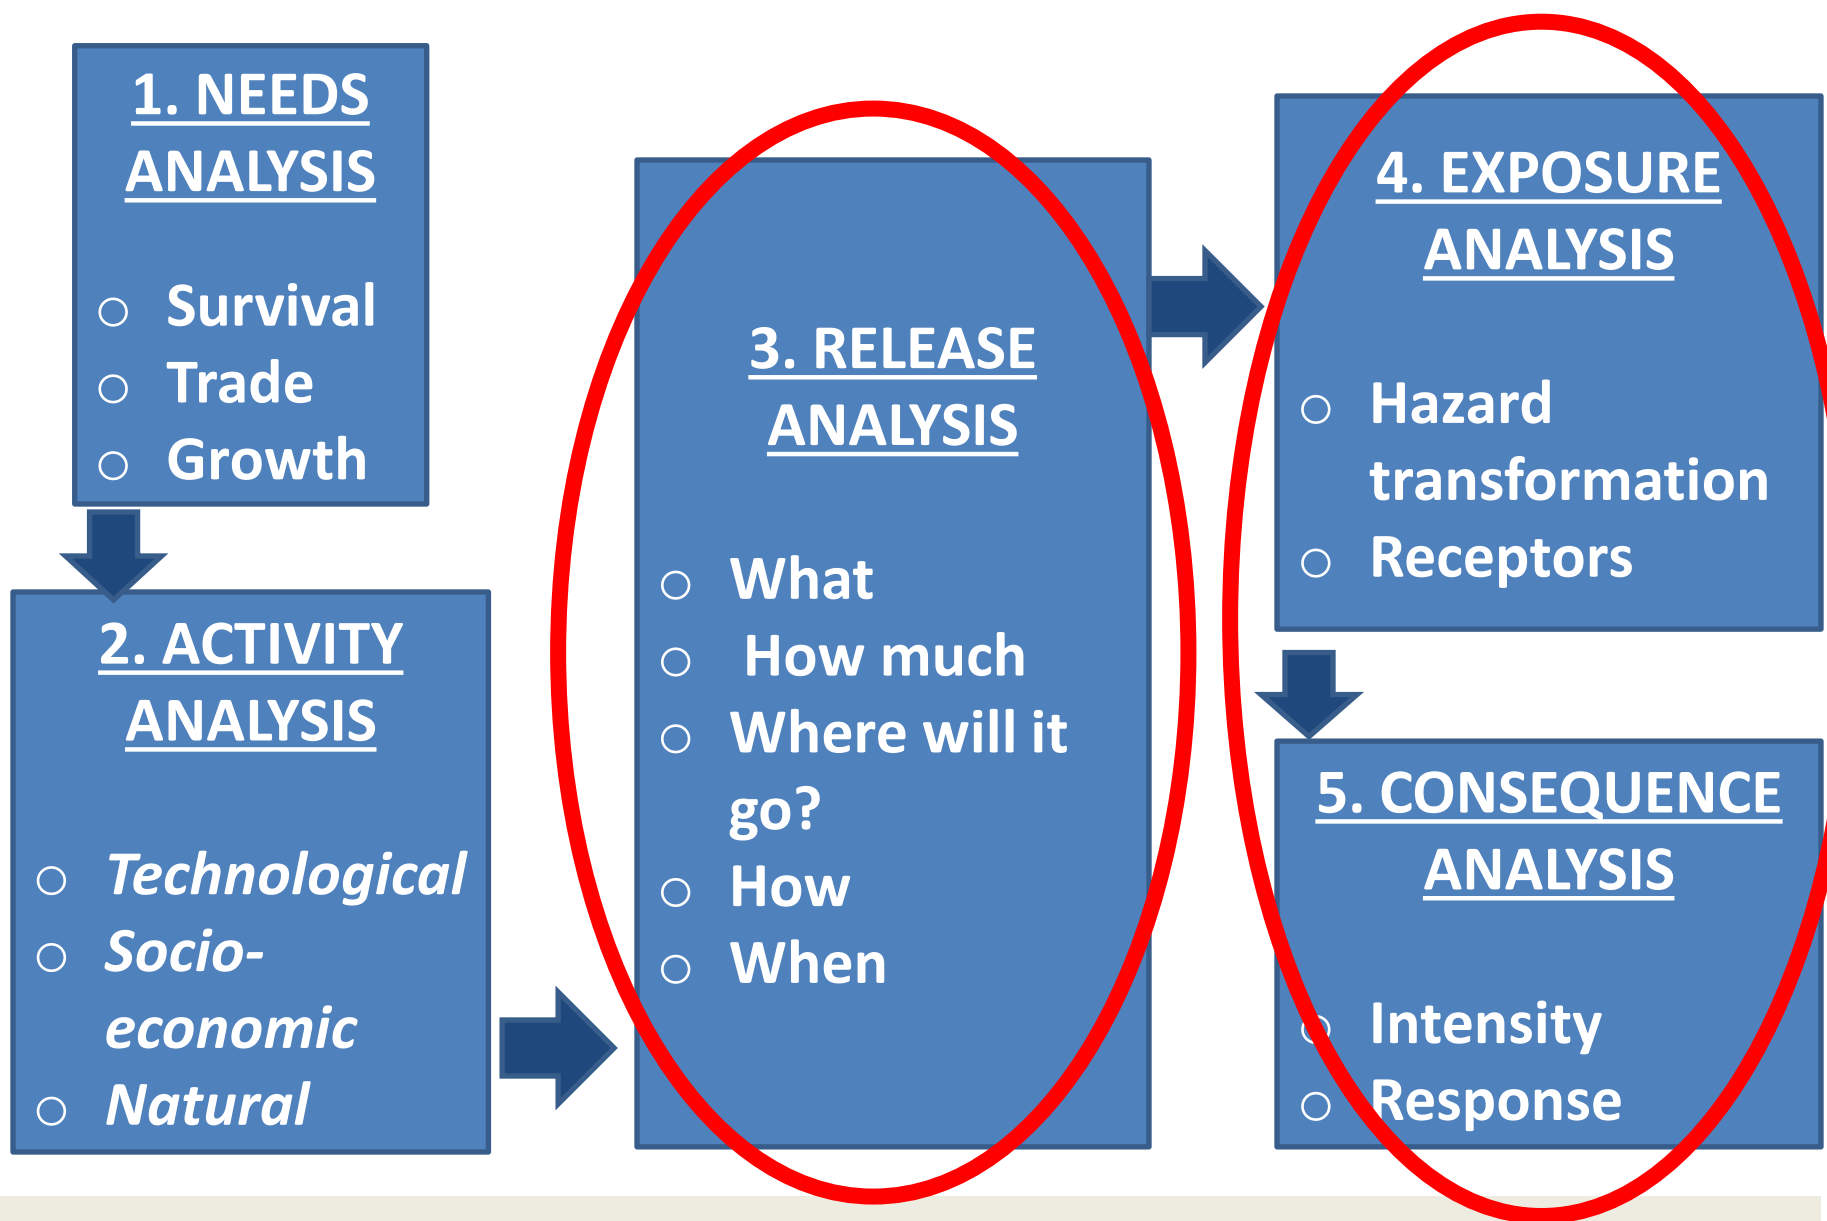 1. NEEDS
ANALYSIS
○ Survival
○ Trade
○ Growth
2. ACTIVITY
ANALYSIS
○ Technological
○ Socio-
economic
○ Natural
3. RELEASE
ANALYSIS
○ What
○ How much
○ Where will it
go?
○ How
○ When
4. EXPOSURE
ANALYSIS
○ Hazard
transformation
○ Receptors
5. CONSEQUENCE
ANALYSIS
○ Intensity
○ Response